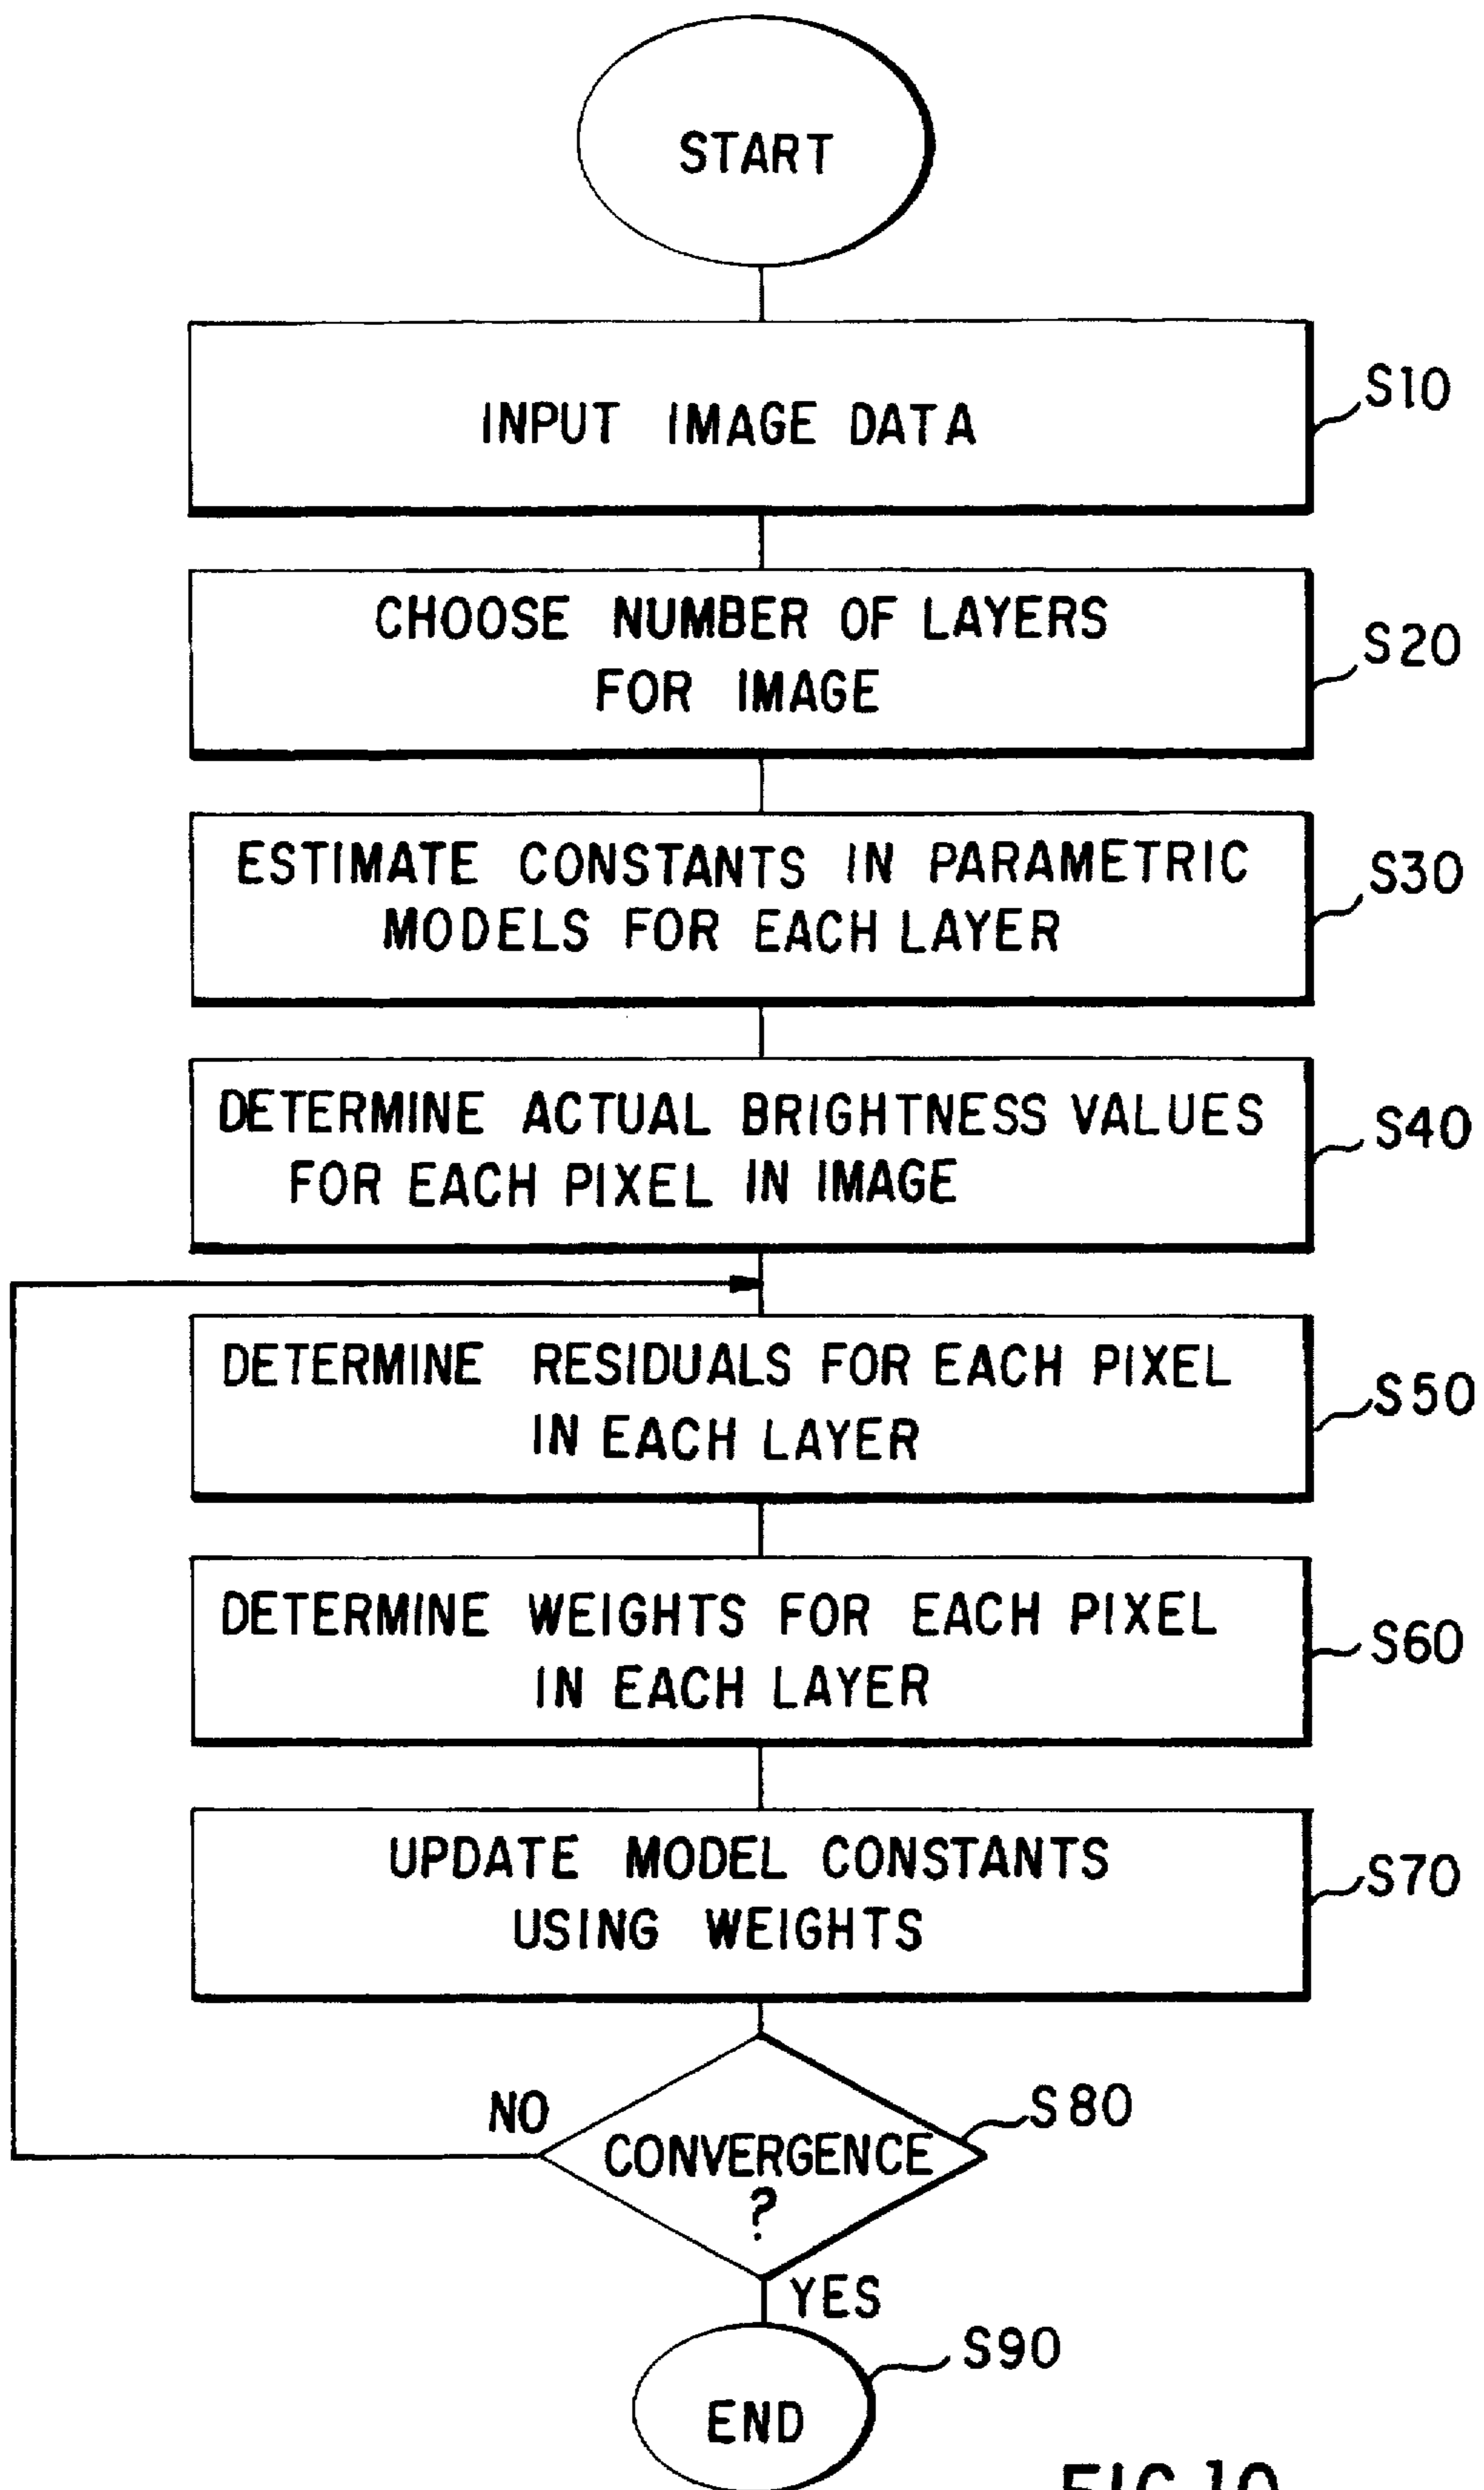 START
INPUT IMAGE DATA
S10
CHOOSE NUMBER OF LAYERS
FOR IMAGE
S20
ESTIMATE CONSTANTS IN PARAMETRIC
MODELS FOR EACH LAYER
S30
DETERMINE ACTUAL BRIGHTNESS VALUES
FOR EACH PIXEL IN IMAGE
S40
DETERMINE RESIDUALS FOR EACH PIXEL
IN EACH LAYER
S50
DETERMINE WEIGHTS FOR EACH PIXEL
IN EACH LAYER
S60
UPDATE MODEL CONSTANTS
USING WEIGHTS
S70
NO
CONVERGENCE
?
S80
YES
END
S90
FIG.10